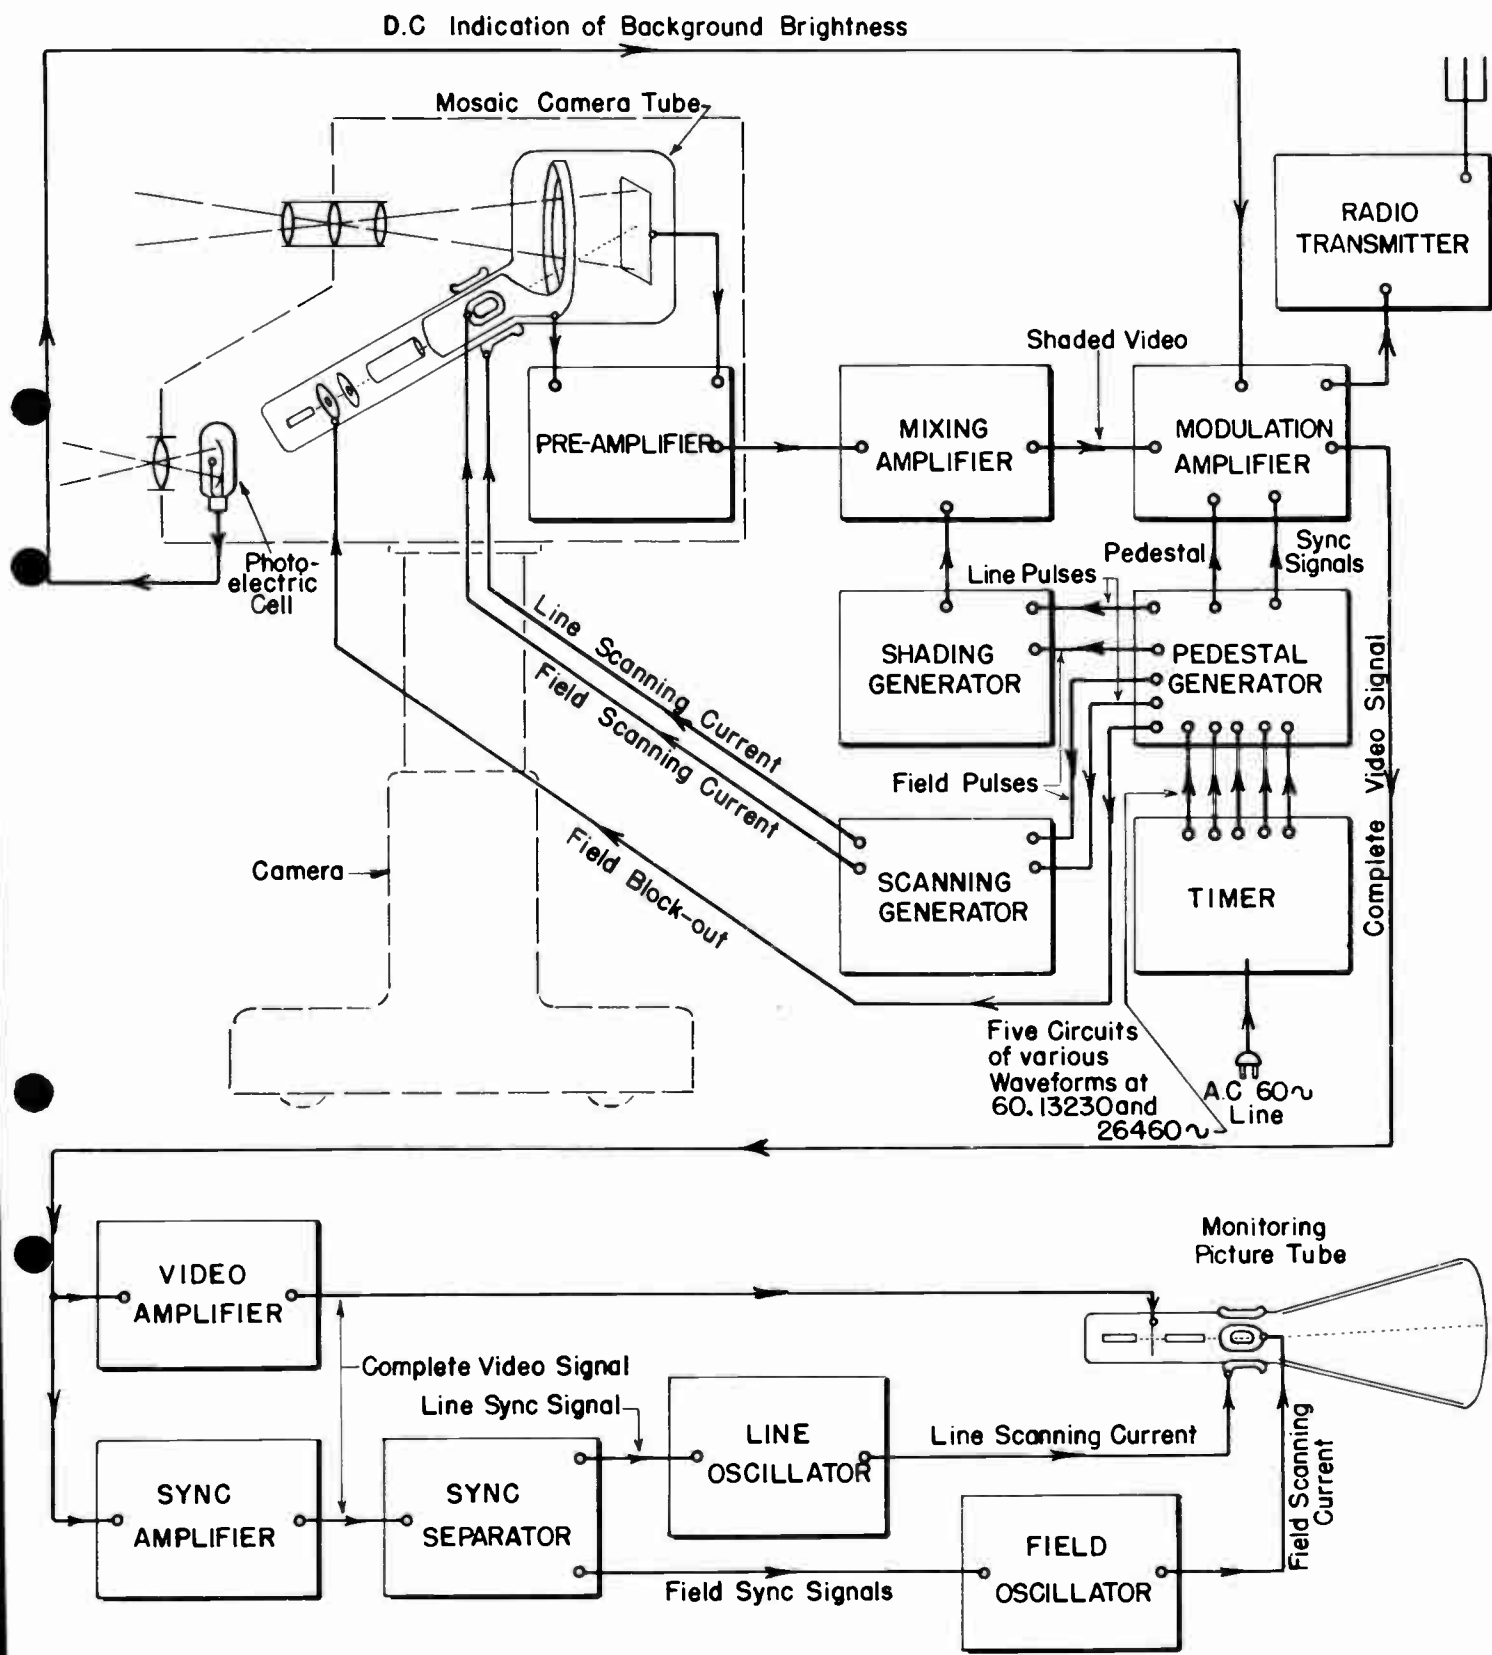 D.C Indication of Background Brightness
Mosaic Camera Tube
RADIO
TRANSMITTER
Shaded Video
PRE-AMPLIFIER
MIXING
AMPLIFIER
MODULATION
AMPLIFIER
Photo-
electric
Cell
Pedestal
Sync
Signals
Line Pulses
Line Scanning Current
Field Scanning Current
SHADING
GENERATOR
PEDESTAL
GENERATOR
Complete Video Signal
Field Pulses
Field Block-out
Camera
SCANNING
GENERATOR
TIMER
Five Circuits
of various
Waveforms at
60.13230and
26460~
A.C 60~
Line
VIDEO
AMPLIFIER
Monitoring
Picture Tube
Complete Video Signal
Line Sync Signal
LINE
OSCILLATOR
Line Scanning Current
Field Scanning
Current
SYNC
AMPLIFIER
SYNC
SEPARATOR
Field Sync Signals
FIELD
OSCILLATOR